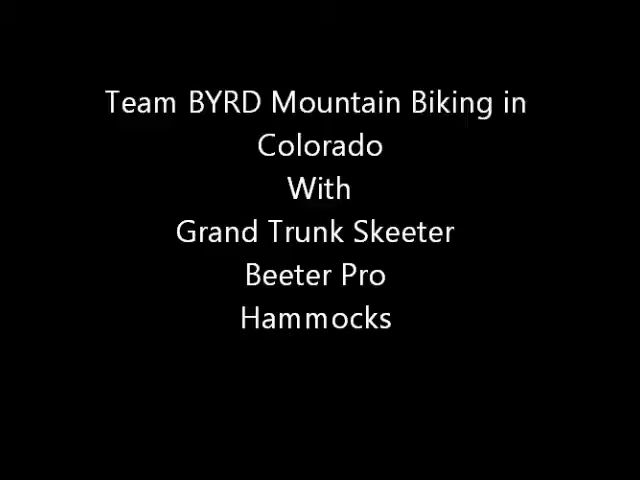 Team BYRD Mountain Biking in
Colorado
With
Grand Trunk Skeeter
Beeter Pro
Hammocks